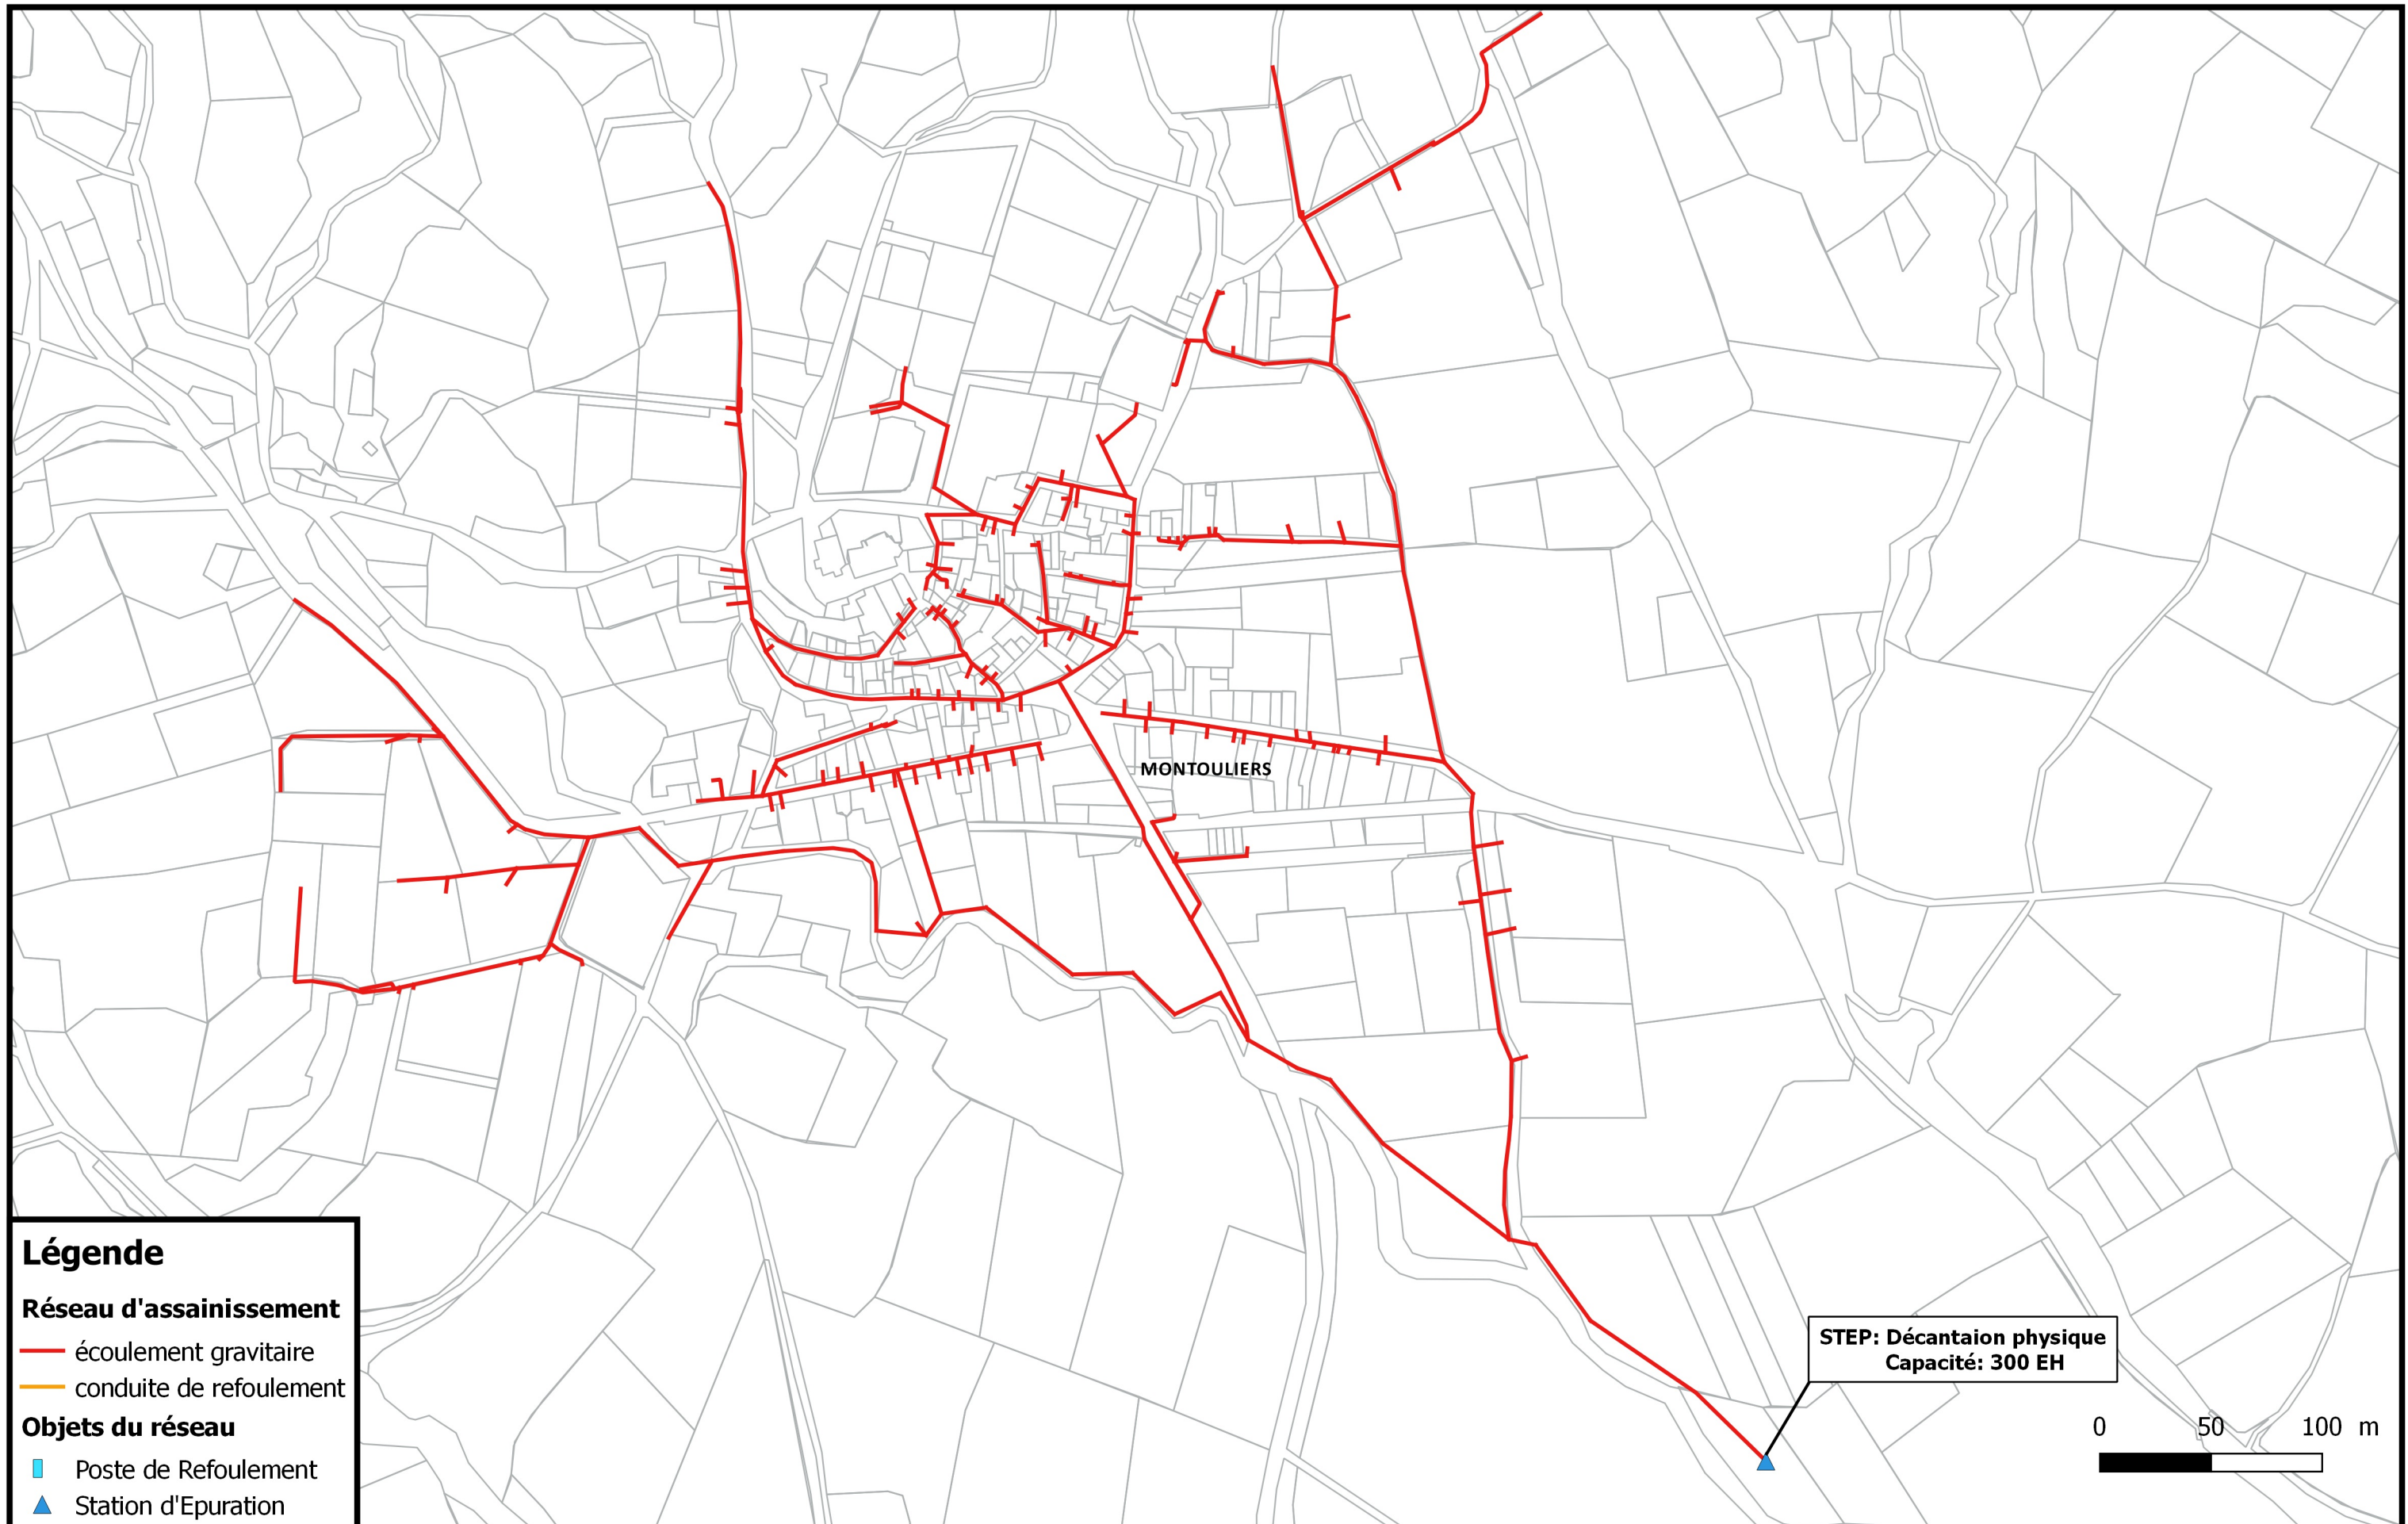 MONTOULIERS
Légende
Réseau d'assainissement
écoulement gravitaire
conduite de refoulement
Objets du réseau
Poste de Refoulement
Station d'Epuration
STEP: Décantaion physique
Capacité: 300 EH
0 50 100 m